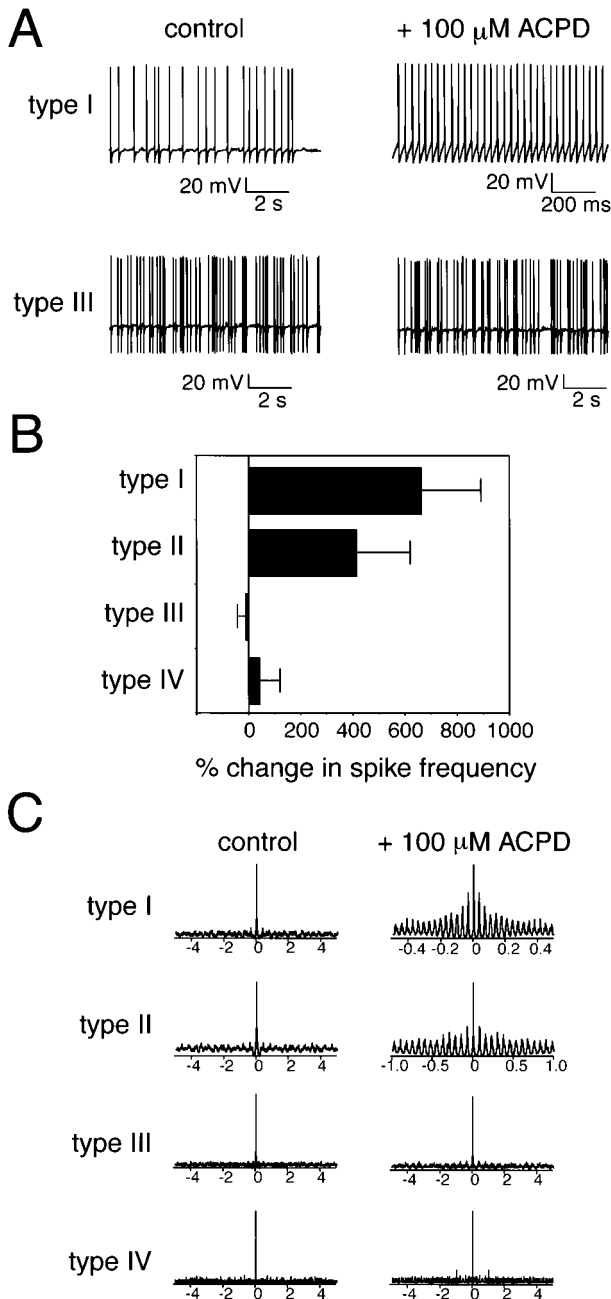 A
control
+ 100 µM ACPD
type I
20 mV
2 s
20 mV
200 ms
type III
20 mV
2 s
20 mV
2 s
B
type I
type II
type III
type IV
0 200 400 600 800 1000
% change in spike frequency
C
control
+ 100 µM ACPD
type I
-4 -2 0 2 4
-0.4 -0.2 0 0.2 0.4
type II
-4 -2 0 2 4
-1.0 -0.5 0 0.5 1.0
type III
-4 -2 0 2 4
-4 -2 0 2 4
type IV
-4 -2 0 2 4
-4 -2 0 2 4